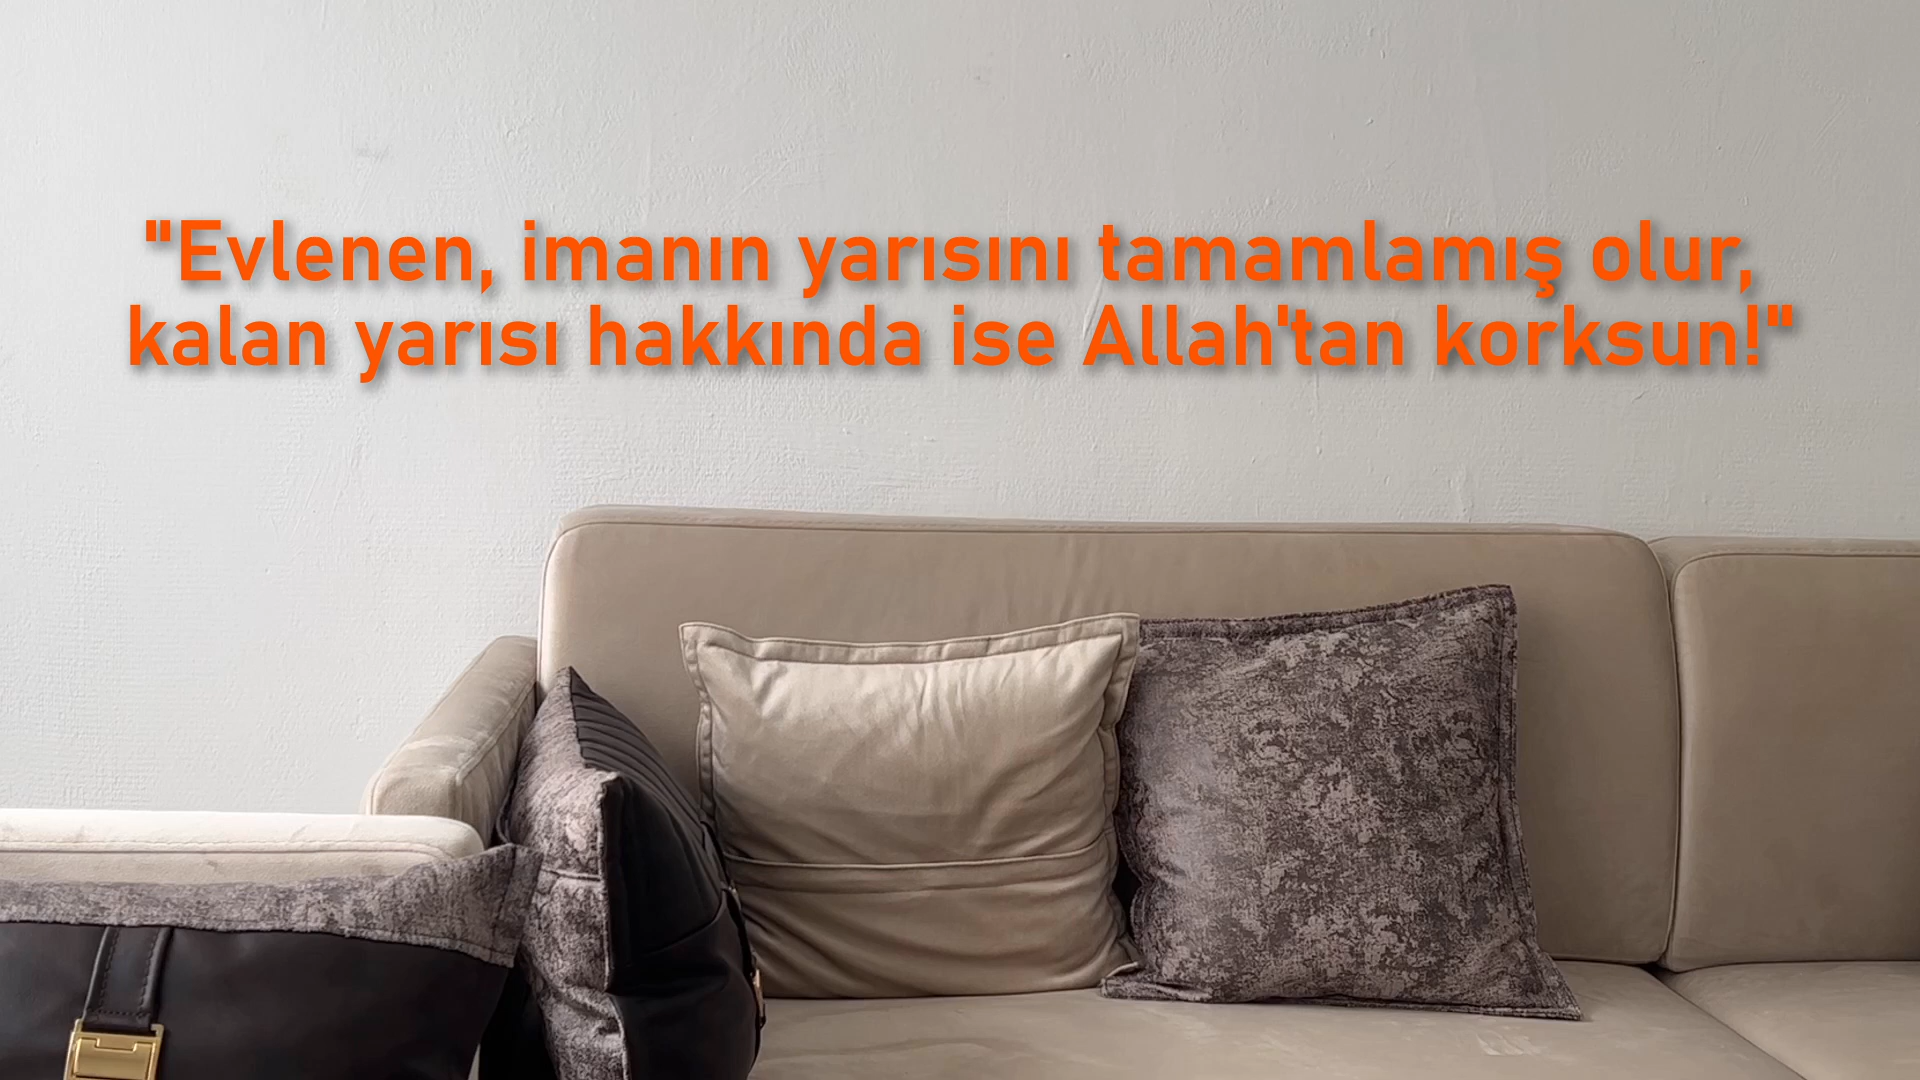 "Evlenen, imanın yarısını tamamlamış olur,
kalan yarısı hakkında ise Allah'tan korksun!"